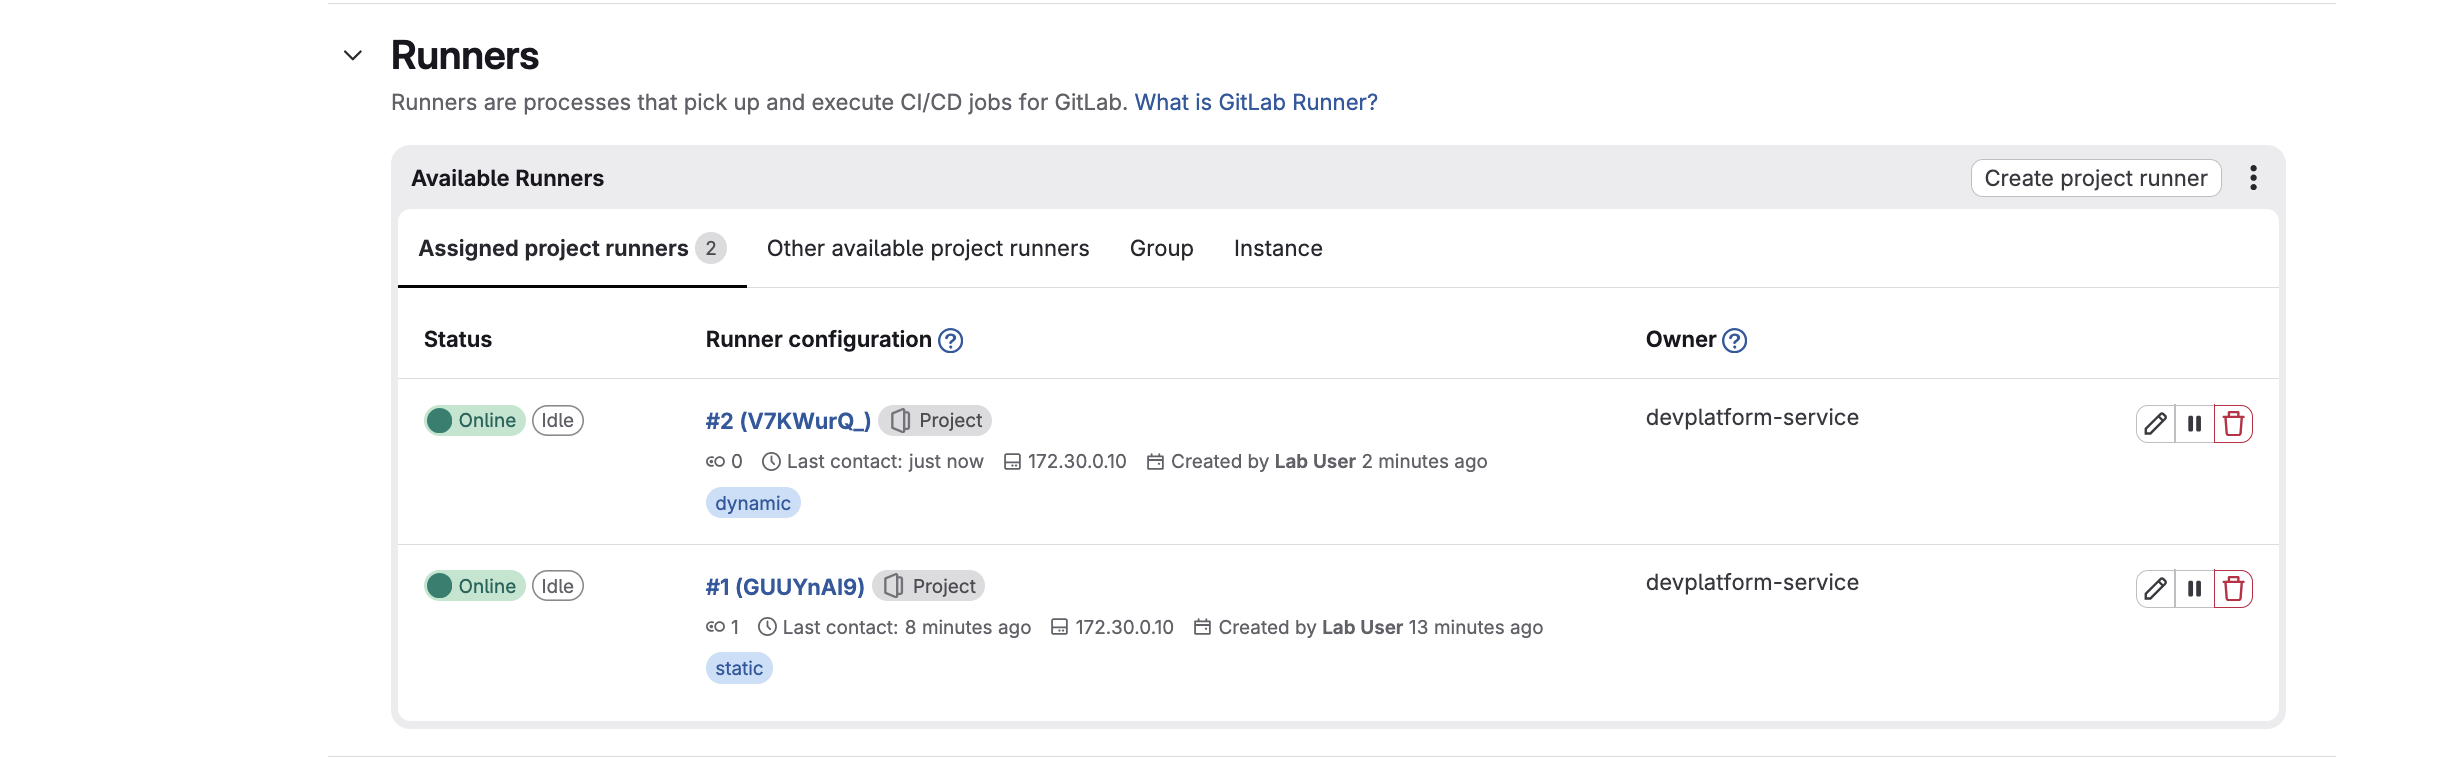 Runners
Runners are processes that pick up and execute CI/CD jobs for GitLab. What is GitLab Runner?
Available Runners
Create project runner
Assigned project runners 2 Other available project runners Group Instance
Status Runner configuration ? Owner ?
Online Idle #2 (V7KWurQ_) Project devplatform-service
0 Last contact: just now 172.30.0.10 Created by Lab User 2 minutes ago
dynamic
Online Idle #1 (GUUYnAI9) Project devplatform-service
1 Last contact: 8 minutes ago 172.30.0.10 Created by Lab User 13 minutes ago
static